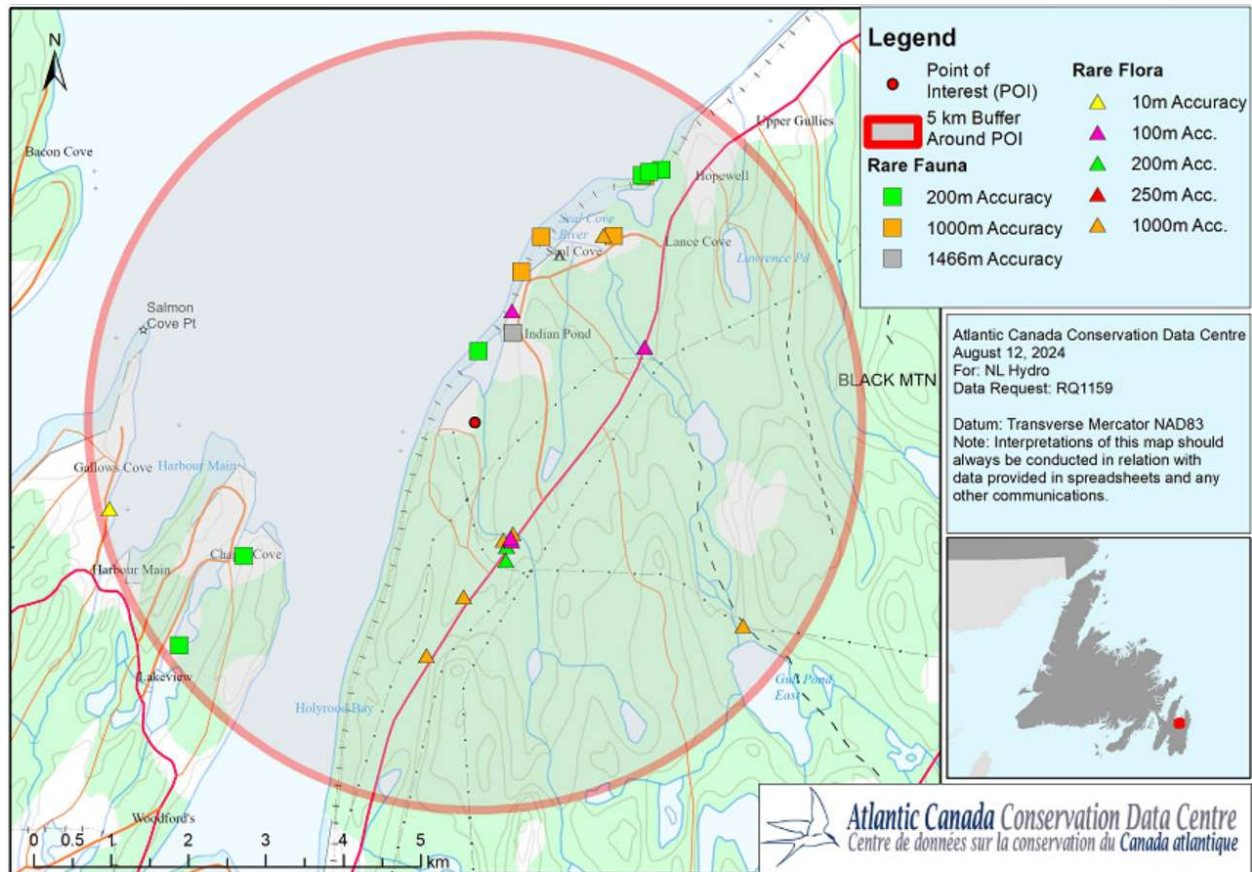 N
Bacon Cove
Upper Gullies
Hopewell
Seal Cove
River
Seal Cove
Lance Cove
Lawrence Pd
Salmon
Cove Pt
Indian Pond
BLACK MTN
Gallows Cove
Harbour Main
Harbour Main
Lakeview
Holyrood Bay
Gull Pond
East
Woodford's
0 0.5 1 2 3 4 5
km
Legend
Point of
Interest (POI)
5 km Buffer
Around POI
Rare Fauna
200m Accuracy
1000m Accuracy
1466m Accuracy
Rare Flora
10m Accuracy
100m Acc.
200m Acc.
250m Acc.
1000m Acc.
Atlantic Canada Conservation Data Centre
August 12, 2024
For: NL Hydro
Data Request: RQ1159
Datum: Transverse Mercator NAD83
Note: Interpretations of this map should
always be conducted in relation with
data provided in spreadsheets and any
other communications.
Atlantic Canada Conservation Data Centre
Centre de données sur la conservation du Canada atlantique